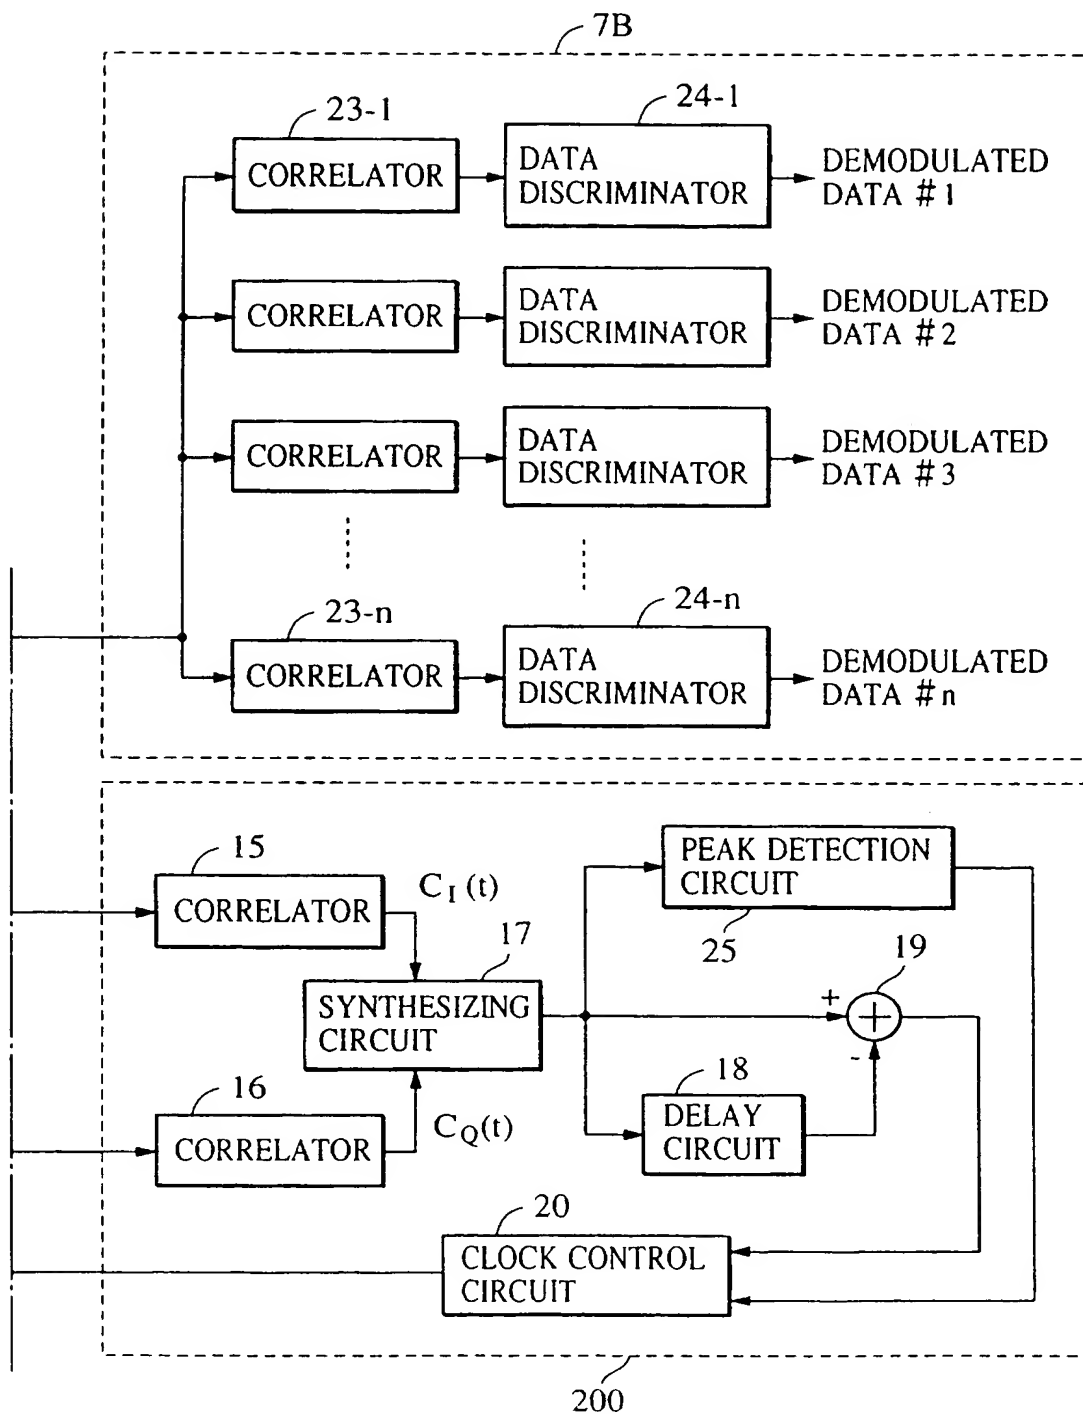 7B
23-1
24-1
CORRELATOR
DATA
DISCRIMINATOR
DEMODULATED
DATA #1
CORRELATOR
DATA
DISCRIMINATOR
DEMODULATED
DATA #2
CORRELATOR
DATA
DISCRIMINATOR
DEMODULATED
DATA #3
23-n
24-n
CORRELATOR
DATA
DISCRIMINATOR
DEMODULATED
DATA #n
15
CORRELATOR
C_I(t)
PEAK DETECTION
CIRCUIT
25
17
19
SYNTHESIZING
CIRCUIT
+
+
-
16
CORRELATOR
C_Q(t)
18
DELAY
CIRCUIT
20
CLOCK CONTROL
CIRCUIT
200